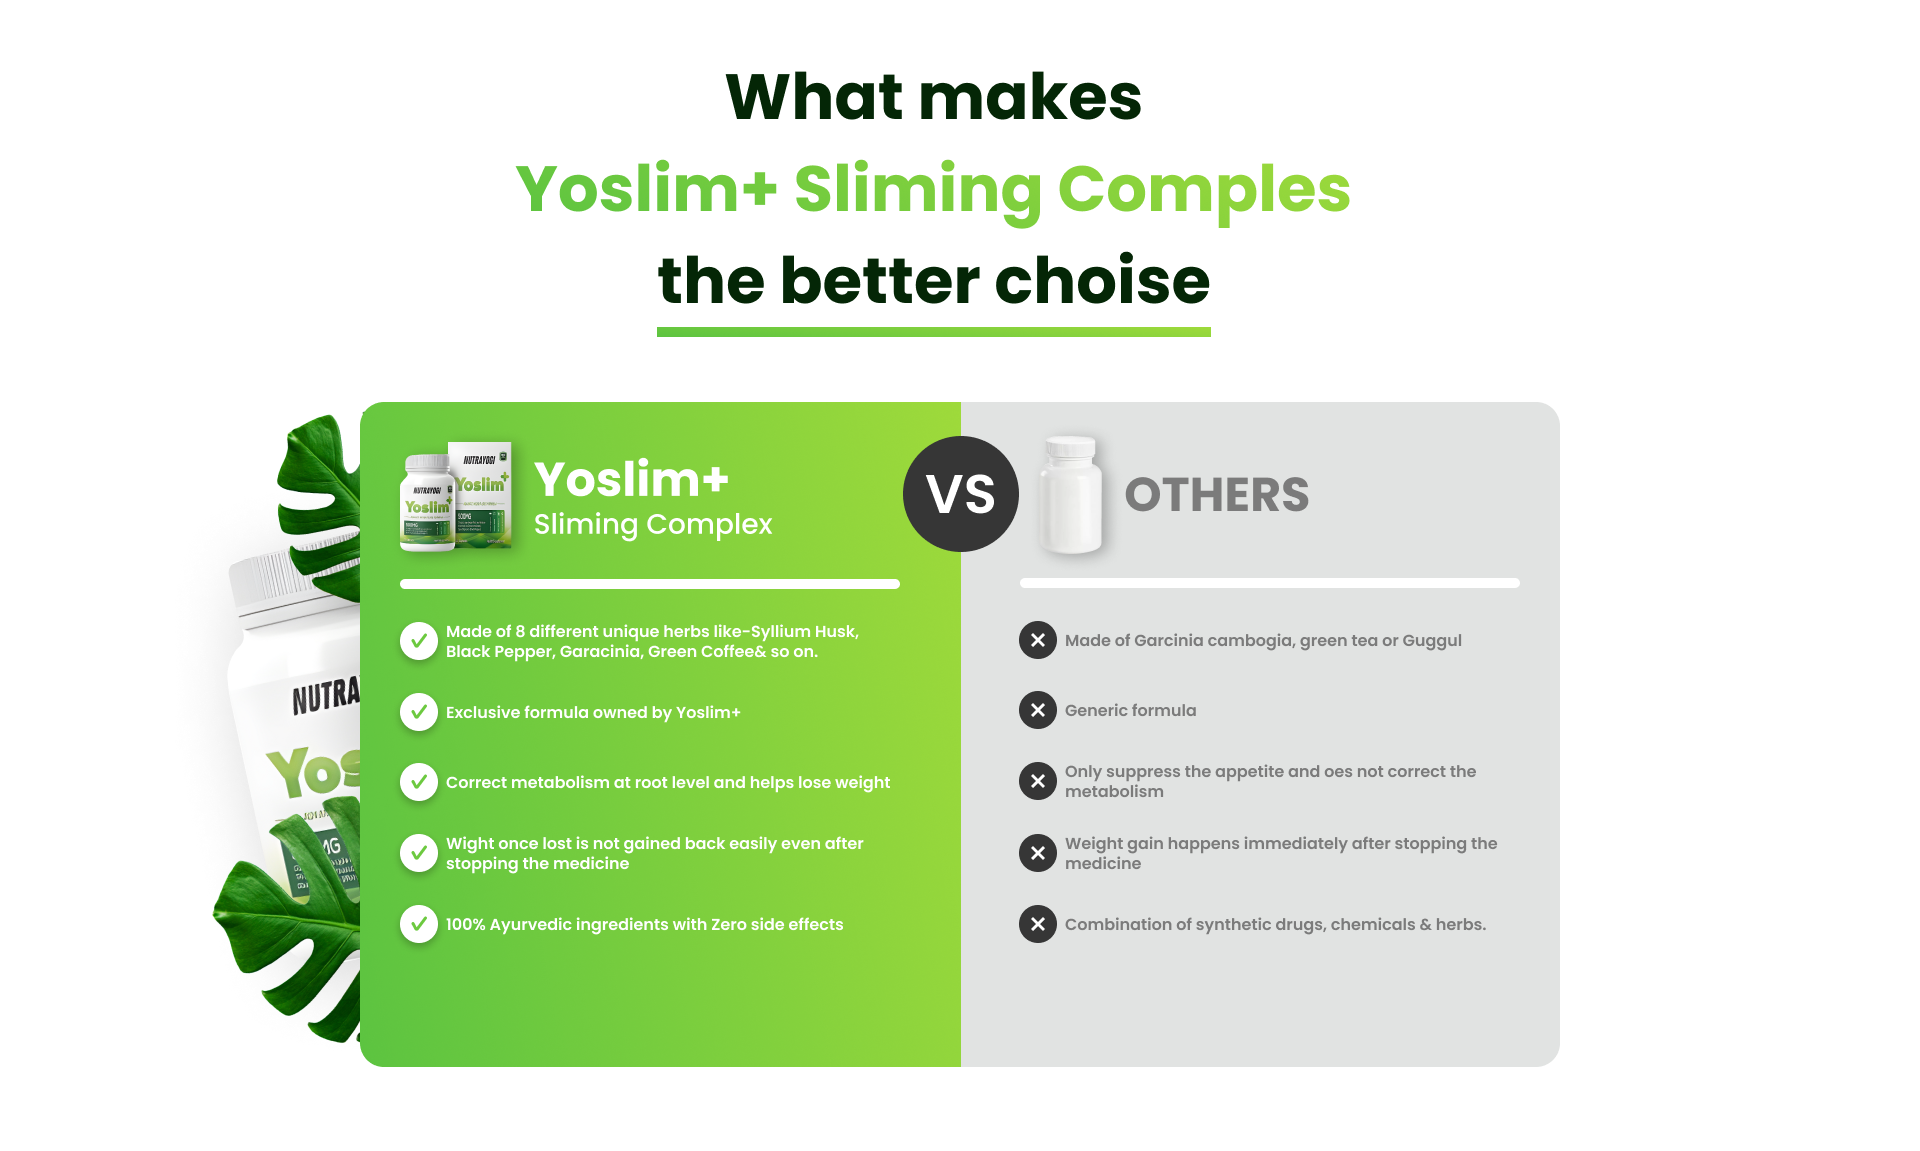 What makes
Yoslim+ Sliming Comples
the better choise
NUTRAYOGI
Yoslim+
500MG
NUTRAYOGI
Yoslim+
Yoslim+
Sliming Complex
VS
OTHERS
Made of 8 different unique herbs like-Syllium Husk,
Black Pepper, Garacinia, Green Coffee& so on.
Exclusive formula owned by Yoslim+
Correct metabolism at root level and helps lose weight
Wight once lost is not gained back easily even after
stopping the medicine
100% Ayurvedic ingredients with Zero side effects
Made of Garcinia cambogia, green tea or Guggul
Generic formula
Only suppress the appetite and oes not correct the
metabolism
Weight gain happens immediately after stopping the
medicine
Combination of synthetic drugs, chemicals & herbs.
NUTRA
Yos
MG